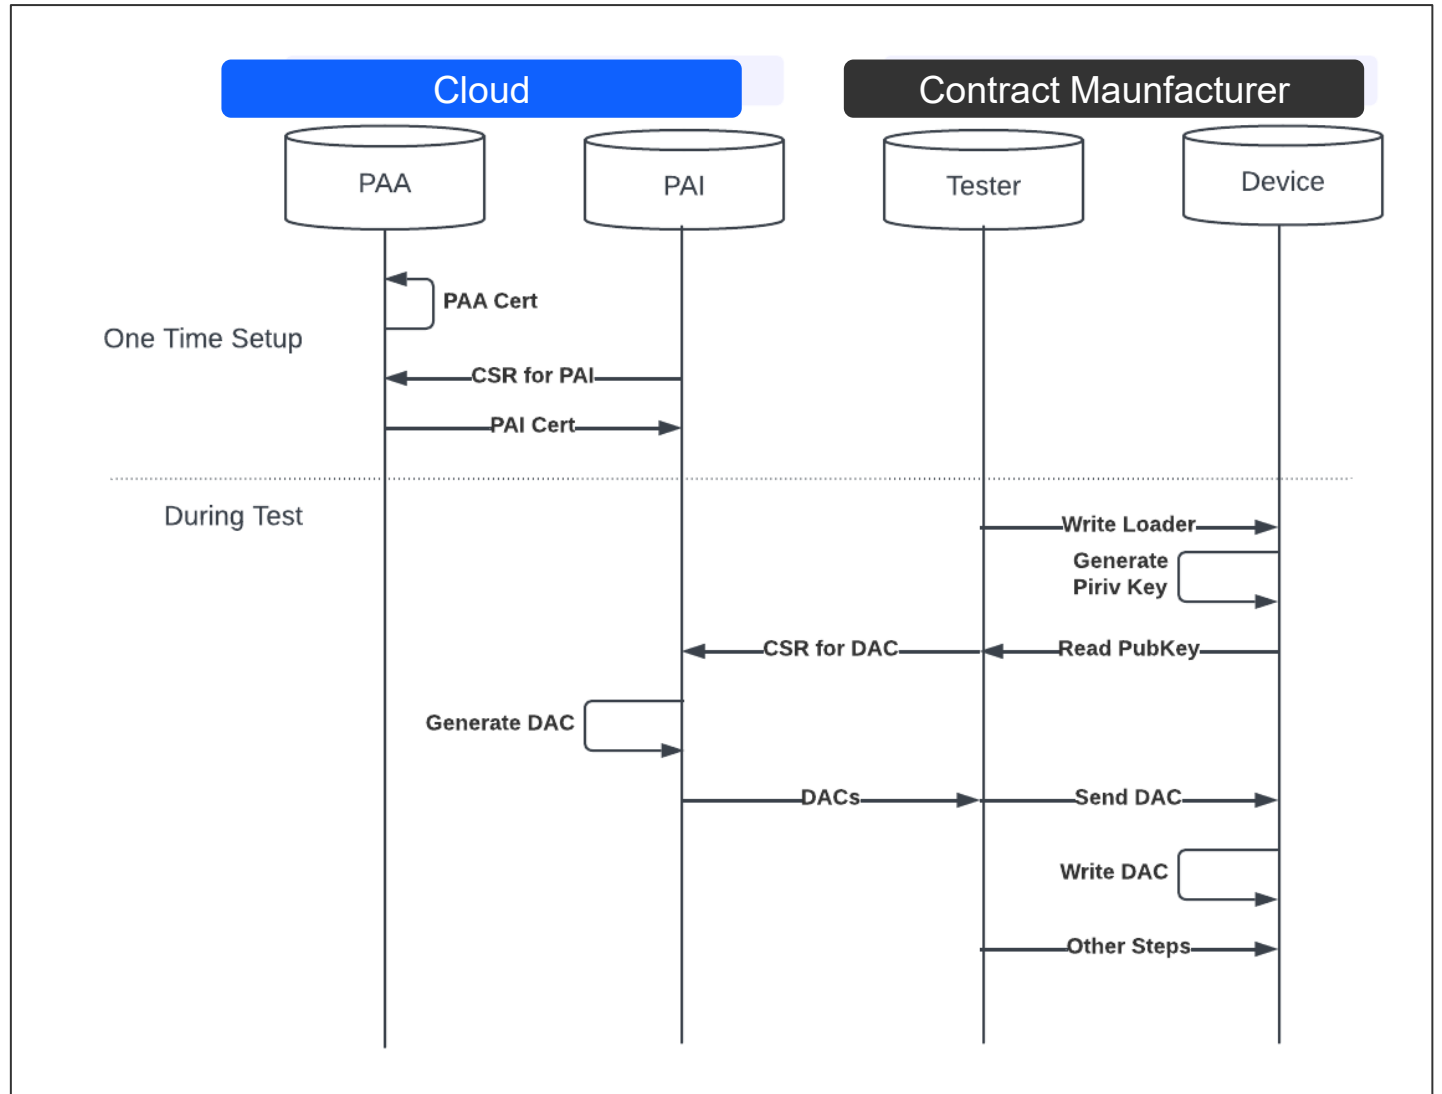 Cloud
Contract Maunfacturer
PAA
PAI
Tester
Device
PAA Cert
One Time Setup
CSR for PAI
PAI Cert
During Test
Write Loader
Generate
Piriv Key
CSR for DAC
Read PubKey
Generate DAC
DACs
Send DAC
Write DAC
Other Steps